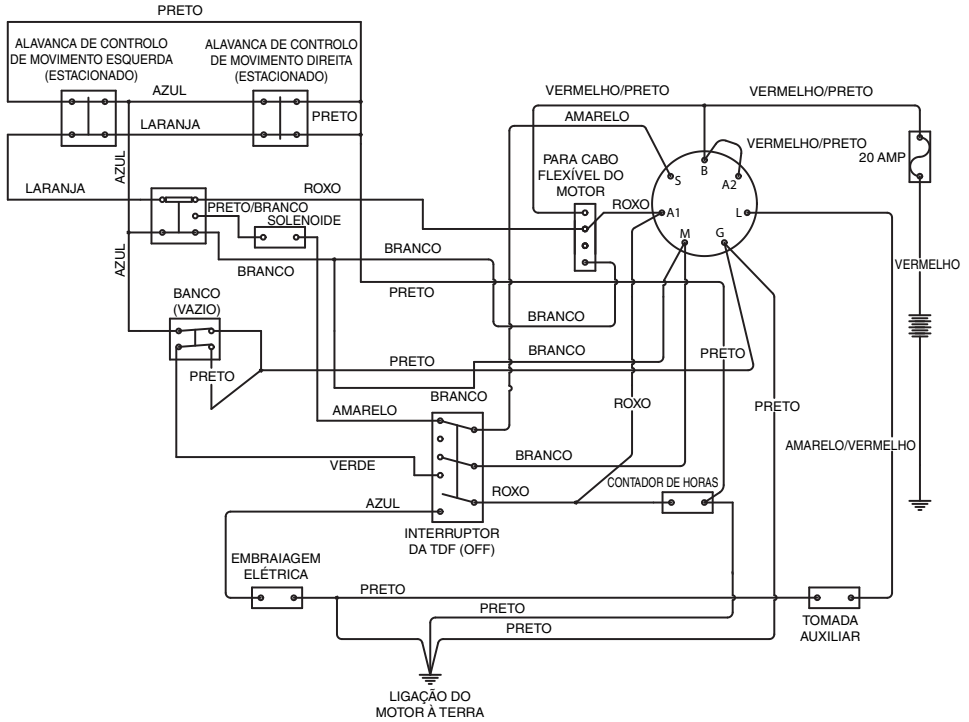 PRETO
ALAVANCA DE CONTROLO
DE MOVIMENTO ESQUERDA
(ESTACIONADO)
ALAVANCA DE CONTROLO
DE MOVIMENTO DIREITA
(ESTACIONADO)
AZUL
LARANJA
PRETO
AZUL
VERMELHO/PRETO
VERMELHO/PRETO
AMARELO
VERMELHO/PRETO
20 AMP
PARA CABO
FLEXÍVEL DO
MOTOR
B
S
A2
A1
L
M
G
LARANJA
ROXO
PRETO/BRANCO
SOLENOIDE
ROXO
AZUL
BRANCO
BRANCO
VERMELHO
PRETO
BANCO
(VAZIO)
BRANCO
PRETO
BRANCO
PRETO
PRETO
BRANCO
AMARELO
ROXO
PRETO
VERDE
BRANCO
AMARELO/VERMELHO
ROXO
CONTADOR DE HORAS
AZUL
INTERRUPTOR
DA TDF (OFF)
EMBRAIAGEM
ELÉTRICA
PRETO
PRETO
PRETO
TOMADA
AUXILIAR
LIGAÇÃO DO
MOTOR À TERRA